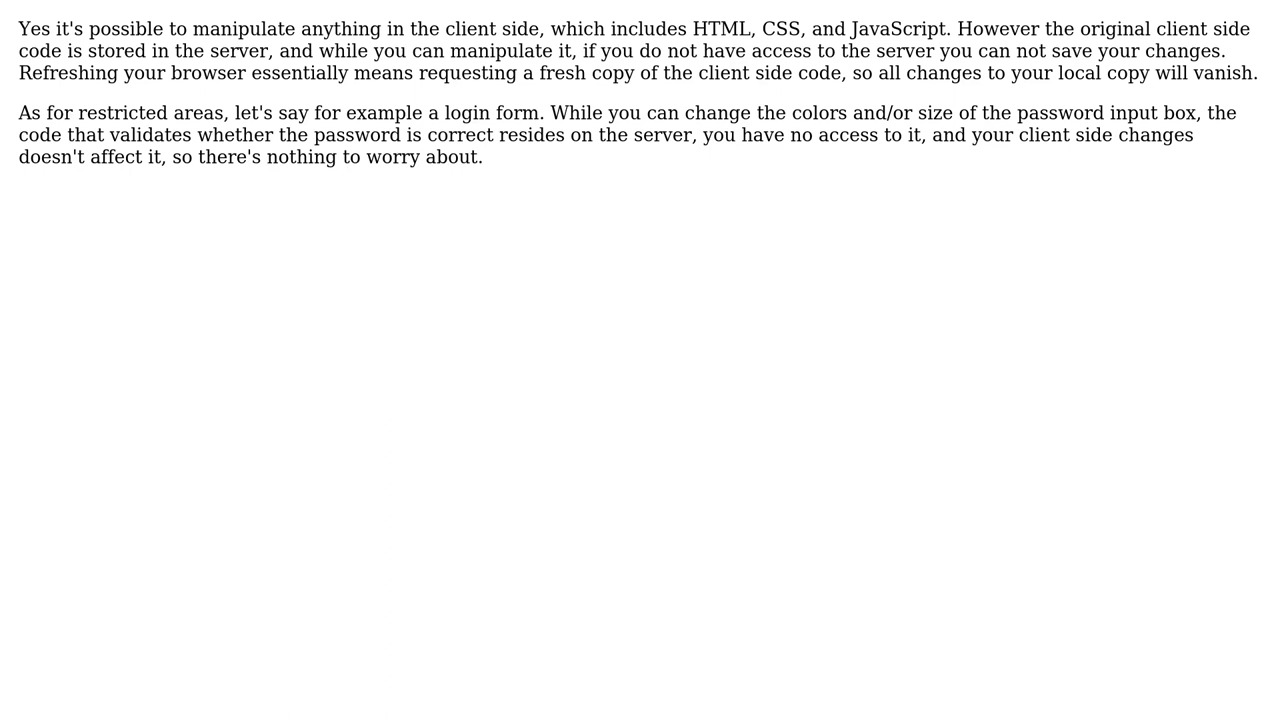 Yes it's possible to manipulate anything in the client side, which includes HTML, CSS, and JavaScript. However the original client side
code is stored in the server, and while you can manipulate it, if you do not have access to the server you can not save your changes.
Refreshing your browser essentially means requesting a fresh copy of the client side code, so all changes to your local copy will vanish.
As for restricted areas, let's say for example a login form. While you can change the colors and/or size of the password input box, the
code that validates whether the password is correct resides on the server, you have no access to it, and your client side changes
doesn't affect it, so there's nothing to worry about.